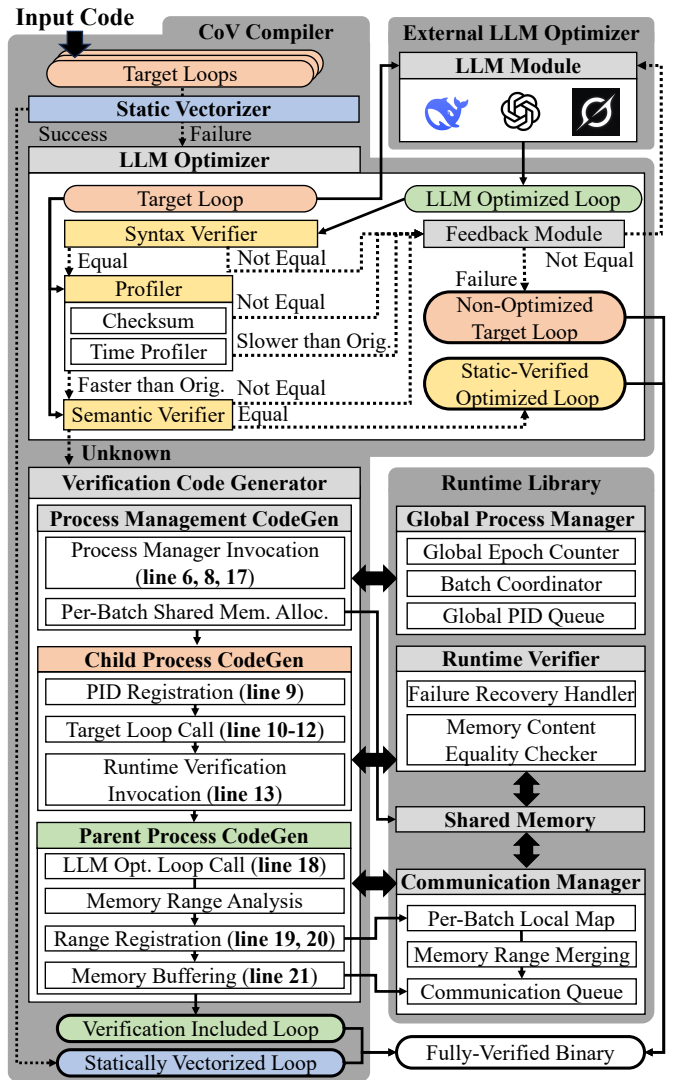 Input Code
CoV Compiler
External LLM Optimizer
Target Loops
LLM Module
Static Vectorizer
Success
Failure
LLM Optimizer
Target Loop
LLM Optimized Loop
Syntax Verifier
Feedback Module
Equal
Not Equal
Not Equal
Profiler
Not Equal
Failure
Checksum
Non-Optimized
Target Loop
Time Profiler
Slower than Orig.
Faster than Orig.
Not Equal
Static-Verified
Optimized Loop
Semantic Verifier
Equal
Unknown
Verification Code Generator
Runtime Library
Process Management CodeGen
Global Process Manager
Process Manager Invocation
(line 6, 8, 17)
Global Epoch Counter
Batch Coordinator
Per-Batch Shared Mem. Alloc.
Global PID Queue
Child Process CodeGen
Runtime Verifier
PID Registration (line 9)
Failure Recovery Handler
Target Loop Call (line 10-12)
Memory Content
Equality Checker
Runtime Verification
Invocation (line 13)
Shared Memory
Parent Process CodeGen
LLM Opt. Loop Call (line 18)
Communication Manager
Memory Range Analysis
Per-Batch Local Map
Range Registration (line 19, 20)
Memory Range Merging
Memory Buffering (line 21)
Communication Queue
Verification Included Loop
Statically Vectorized Loop
Fully-Verified Binary